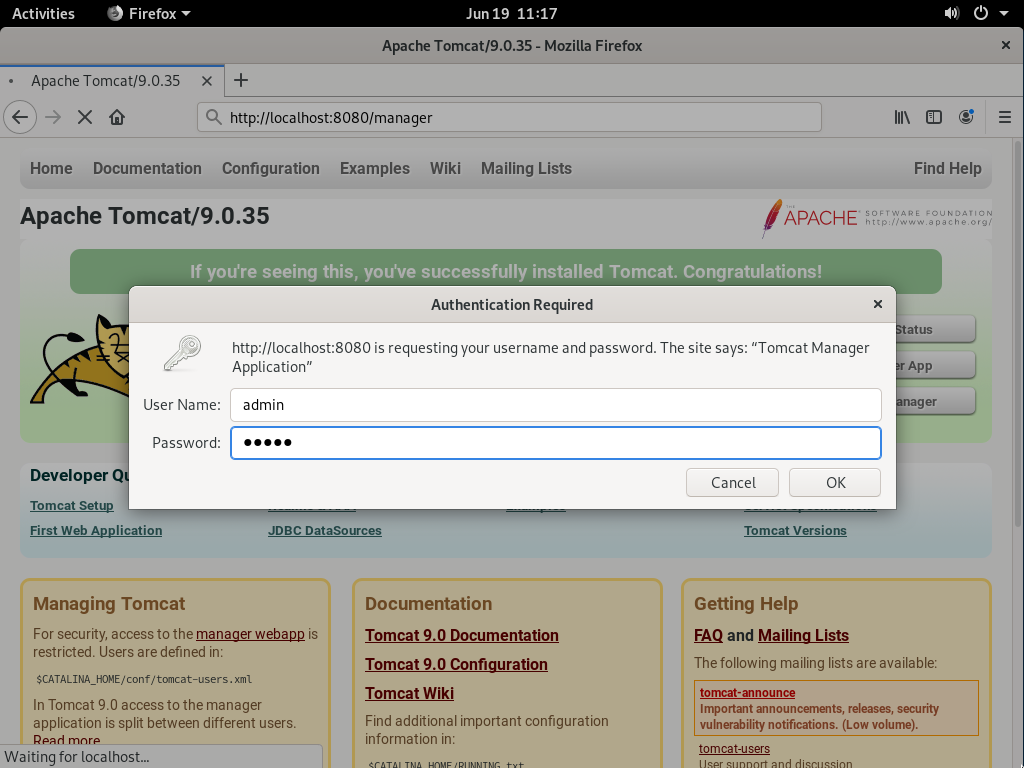 Activities Firefox Jun 19 11:17
Apache Tomcat/9.0.35 - Mozilla Firefox
Apache Tomcat/9.0.35
http://localhost:8080/manager
Home Documentation Configuration Examples Wiki Mailing Lists Find Help
Apache Tomcat/9.0.35
THE APACHE SOFTWARE FOUNDATION
http://www.apache.org/
If you're seeing this, you've successfully installed Tomcat. Congratulations!
Authentication Required
Status
http://localhost:8080 is requesting your username and password. The site says: “Tomcat Manager
Application”
App
User Name: admin
Password: •••••
Cancel OK
Developer
Tomcat Setup
First Web Application JDBC DataSources Tomcat Versions
Managing Tomcat
For security, access to the manager webapp is
restricted. Users are defined in:
$CATALINA_HOME/conf/tomcat-users.xml
In Tomcat 9.0 access to the manager
application is split between different users.
Read more
Documentation
Tomcat 9.0 Documentation
Tomcat 9.0 Configuration
Tomcat Wiki
Find additional important configuration
information in:
$CATALINA_HOME/RUNNING.txt
Getting Help
FAQ and Mailing Lists
The following mailing lists are available:
tomcat-announce
Important announcements, releases, security
vulnerability notifications. (Low volume).
tomcat-users
User support and discussion
Waiting for localhost...